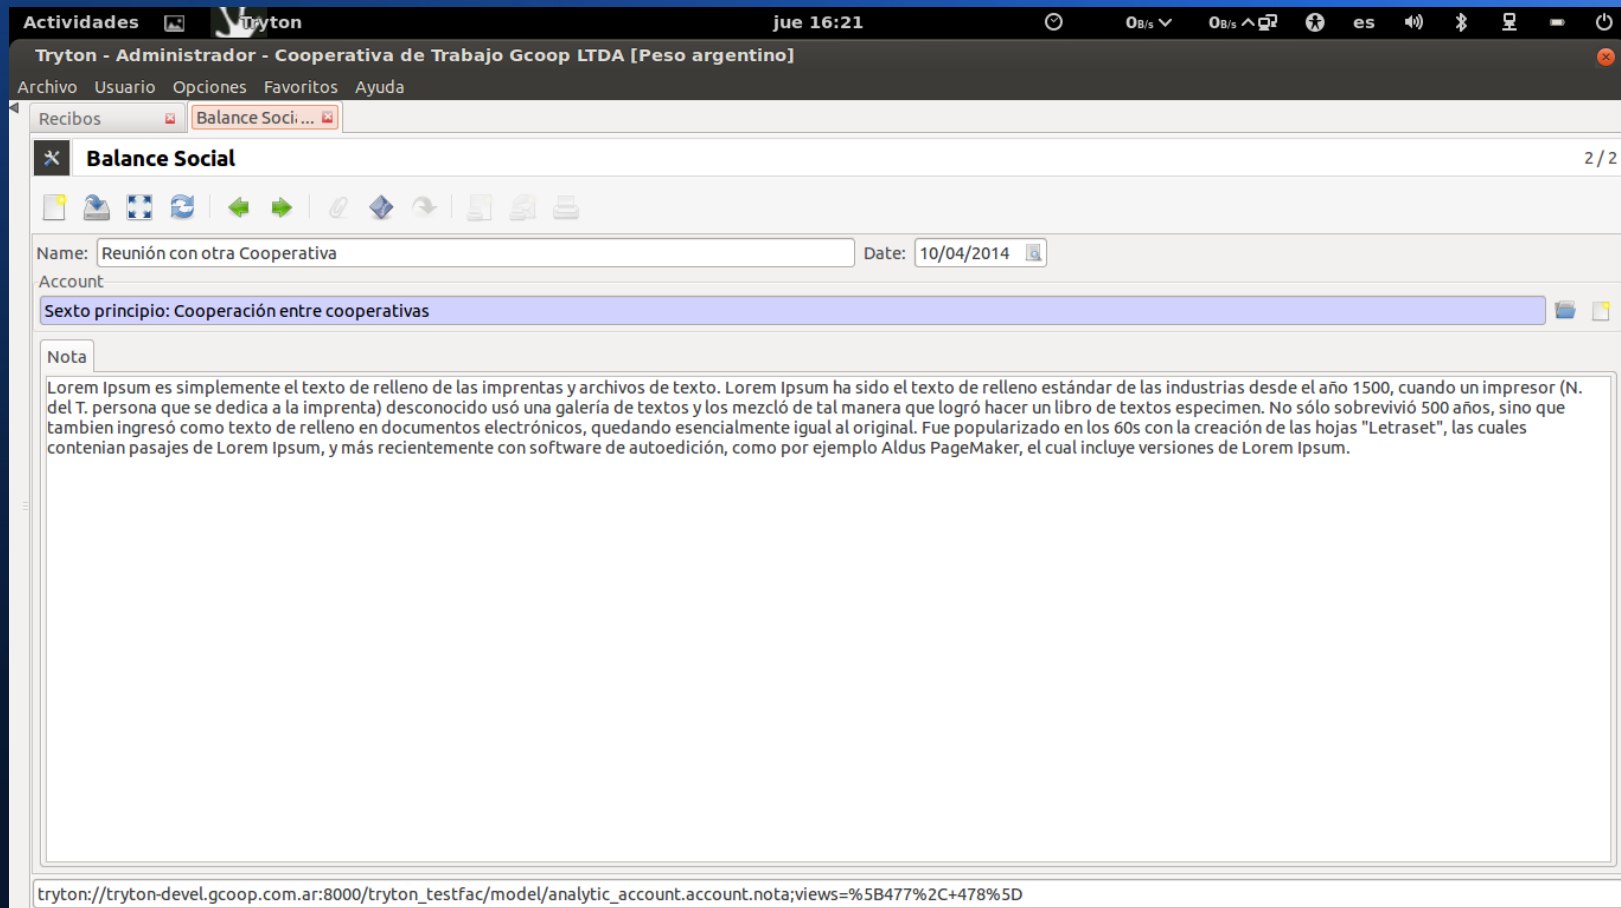 Actividades Tryton jue 16:21 0B/s 0B/s es
Tryton - Administrador - Cooperativa de Trabajo Gcoop LTDA [Peso argentino]
Archivo Usuario Opciones Favoritos Ayuda
Recibos Balance Soci... 
Balance Social 2 / 2
Name: Reunión con otra Cooperativa Date: 10/04/2014
Account
Sexto principio: Cooperación entre cooperativas
Nota
Lorem Ipsum es simplemente el texto de relleno de las imprentas y archivos de texto. Lorem Ipsum ha sido el texto de relleno estándar de las industrias desde el año 1500, cuando un impresor (N.
del T. persona que se dedica a la imprenta) desconocido usó una galería de textos y los mezcló de tal manera que logró hacer un libro de textos especimen. No sólo sobrevivió 500 años, sino que
tambien ingresó como texto de relleno en documentos electrónicos, quedando esencialmente igual al original. Fue popularizado en los 60s con la creación de las hojas "Letraset", las cuales
contenian pasajes de Lorem Ipsum, y más recientemente con software de autoedición, como por ejemplo Aldus PageMaker, el cual incluye versiones de Lorem Ipsum.
tryton://tryton-devel.gcoop.com.ar:8000/tryton_testfac/model/analytic_account.account.nota;views=%5B477%2C+478%5D